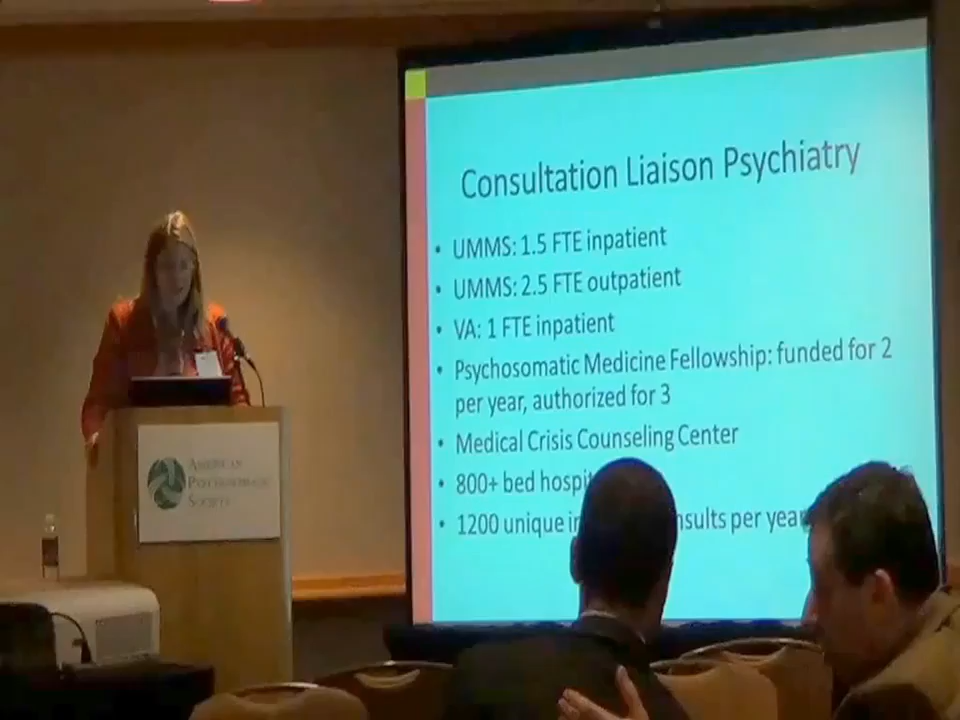 Consultation Liaison Psychiatry
• UMMS: 1.5 FTE inpatient
• UMMS: 2.5 FTE outpatient
• VA: 1 FTE inpatient
• Psychosomatic Medicine Fellowship: funded for 2
per year, authorized for 3
• Medical Crisis Counseling Center
• 800+ bed
• 1200 unique per year
AMERICAN
PSYCHOSOMATIC
SOCIETY